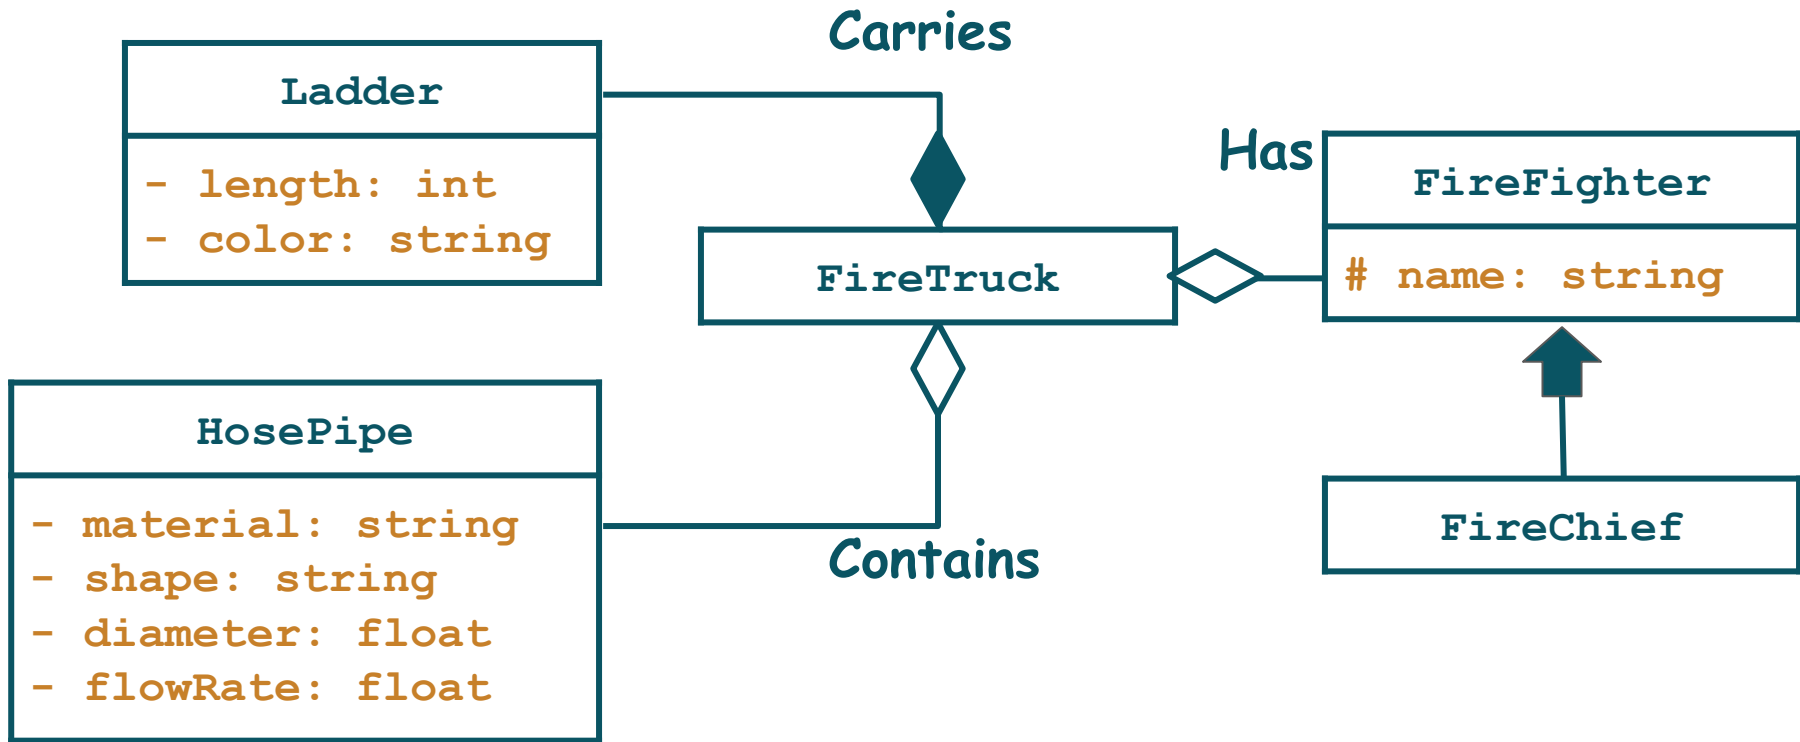 Carries
Ladder
- length: int
- color: string
Has
FireFighter
# name: string
FireTruck
HosePipe
- material: string
- shape: string
- diameter: float
- flowRate: float
Contains
FireChief